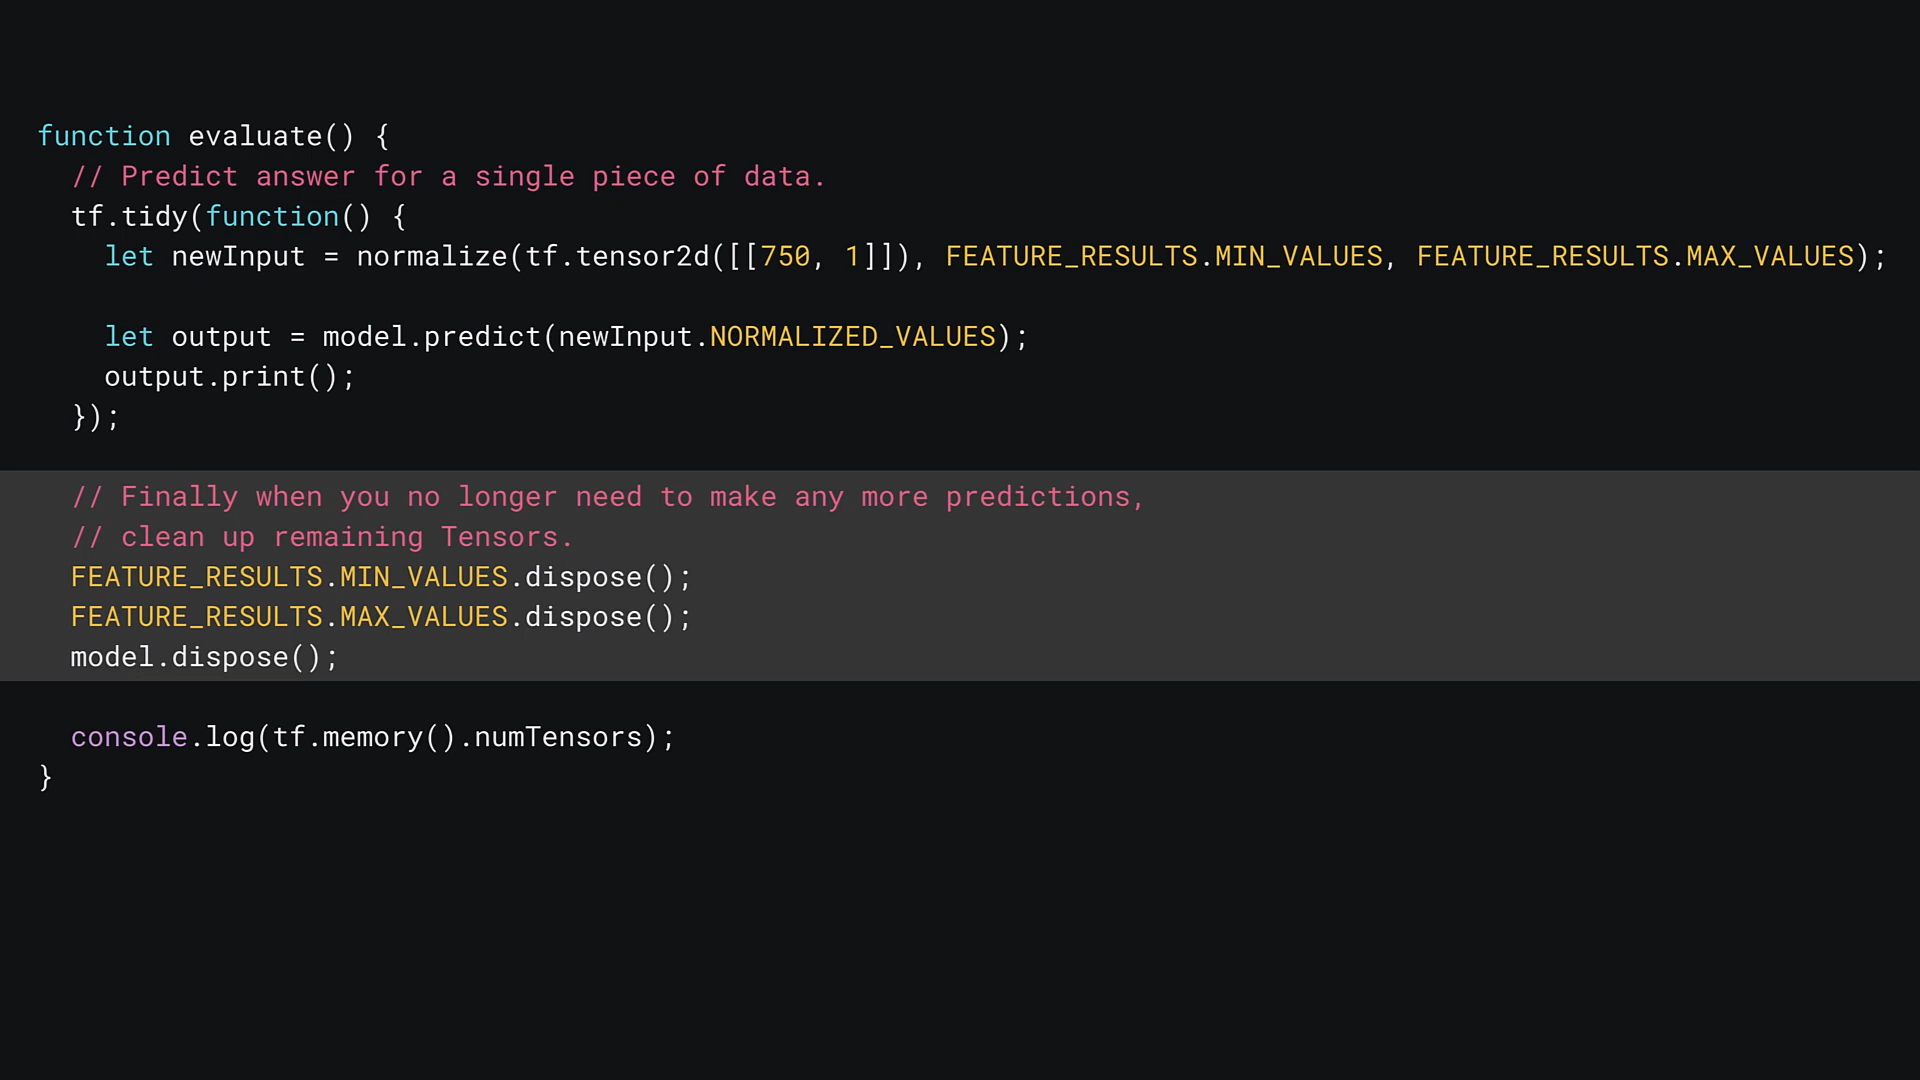 function evaluate() {
  // Predict answer for a single piece of data.
  tf.tidy(function() {
    let newInput = normalize(tf.tensor2d([[750, 1]]), FEATURE_RESULTS.MIN_VALUES, FEATURE_RESULTS.MAX_VALUES);
    let output = model.predict(newInput.NORMALIZED_VALUES);
    output.print();
  });
  // Finally when you no longer need to make any more predictions,
  // clean up remaining Tensors.
  FEATURE_RESULTS.MIN_VALUES.dispose();
  FEATURE_RESULTS.MAX_VALUES.dispose();
  model.dispose();
  console.log(tf.memory().numTensors);
}